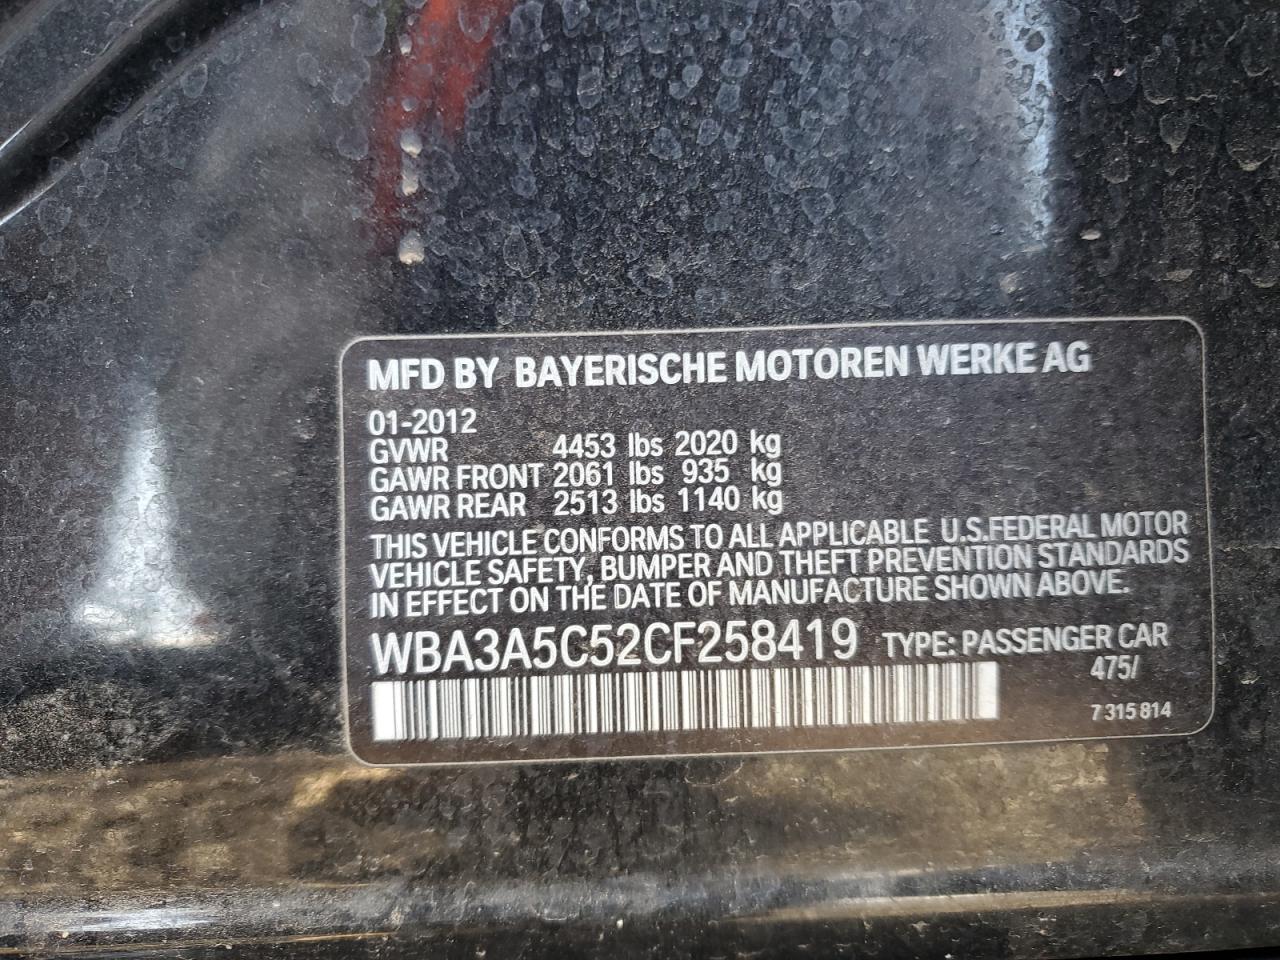 MFD BY BAYERISCHE MOTOREN WERKE AG
01-2012
GVWR 4453 lbs 2020 kg
GAWR FRONT 2061 lbs 935 kg
GAWR REAR 2513 lbs 1140 kg
THIS VEHICLE CONFORMS TO ALL APPLICABLE U.S.FEDERAL MOTOR
VEHICLE SAFETY, BUMPER AND THEFT PREVENTION STANDARDS
IN EFFECT ON THE DATE OF MANUFACTURE SHOWN ABOVE.
WBA3A5C52CF258419 TYPE: PASSENGER CAR
475/
7 315 814